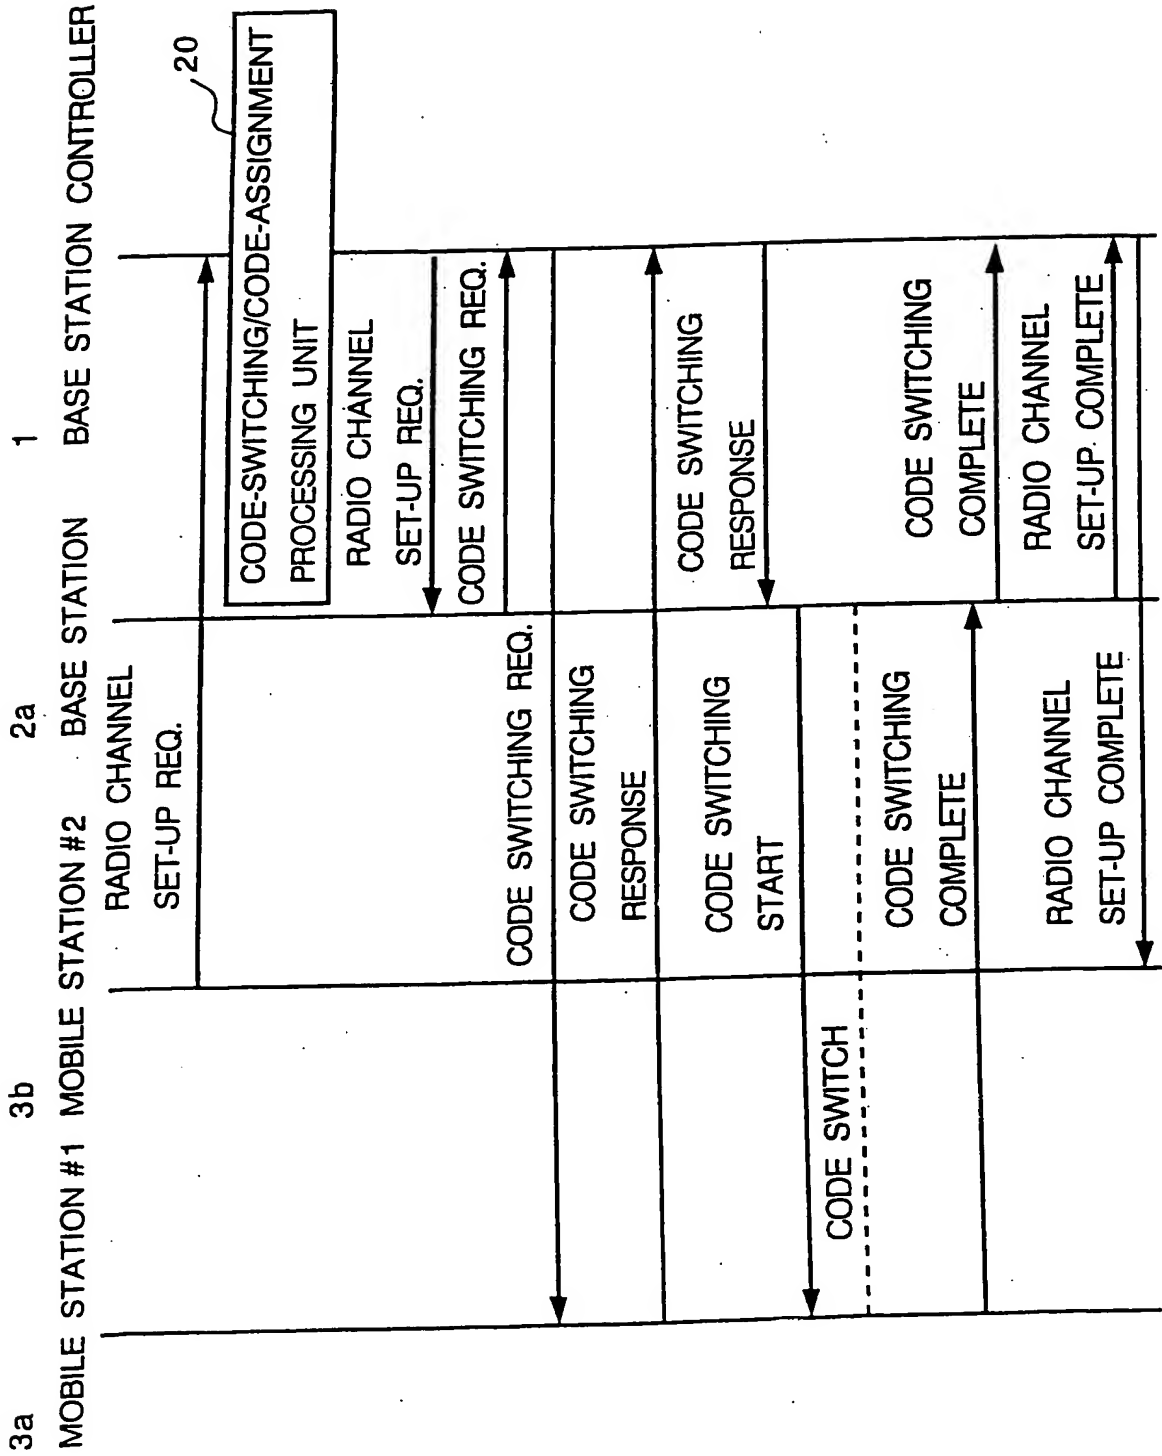 3a
3b
2a
1
MOBILE STATION #1
MOBILE STATION #2
BASE STATION
BASE STATION CONTROLLER
RADIO CHANNEL
SET-UP REQ.
20
CODE-SWITCHING/CODE-ASSIGNMENT
PROCESSING UNIT
RADIO CHANNEL
SET-UP REQ.
CODE SWITCHING REQ.
CODE SWITCHING REQ.
CODE SWITCHING
RESPONSE
CODE SWITCHING
RESPONSE
CODE SWITCHING
START
CODE SWITCH
CODE SWITCHING
COMPLETE
CODE SWITCHING
COMPLETE
RADIO CHANNEL
SET-UP COMPLETE
RADIO CHANNEL
SET-UP COMPLETE